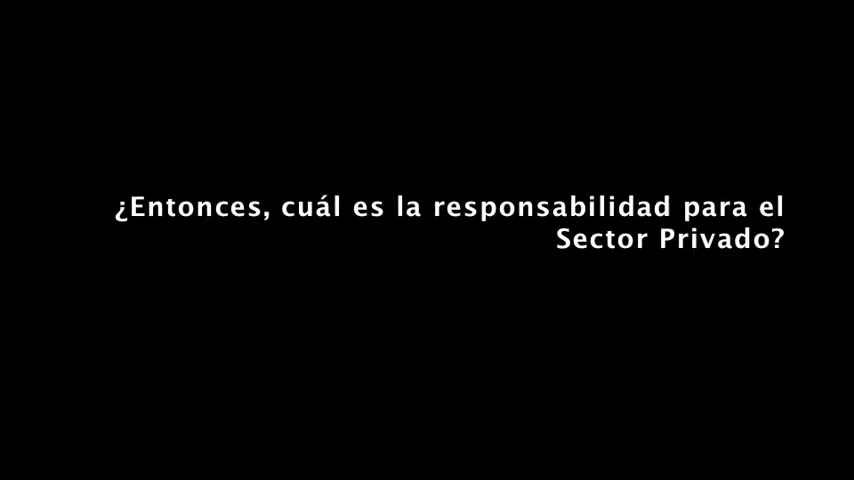 ¿Entonces, cuál es la responsabilidad para el
Sector Privado?